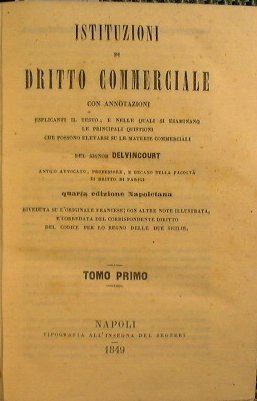 ISTITUZIONI
DI
DRITTO COMMERCIALE
CON ANNOTAZIONI
ESPLICANTI IL TESTO, E NELLE QUALI SI ESAMINANO
LE PRINCIPALI QUISTIONI
CHE POSSONO ELEVARSI SU LE MATERIE COMMERCIALI
DEL SIGNOR DELVINCOURT
ANTICO AVVOCATO, PROFESSORE, E DECANO DELLA FACOLTÀ
DI DRITTO DI PARIGI
quarta edizione Napoletana
RIVEDUTA SU L'ORIGINALE FRANCESE; CON ALTRE NOTE ILLUSTRATA;
E CORREDATA DEL CORRISPONDENTE DIRITTO
DEL CODICE PER LO REGNO DELLE DUE SICILIE,
TOMO PRIMO
NAPOLI
TIPOGRAFIA ALL'INSEGNA DEL SEGUERI
1849